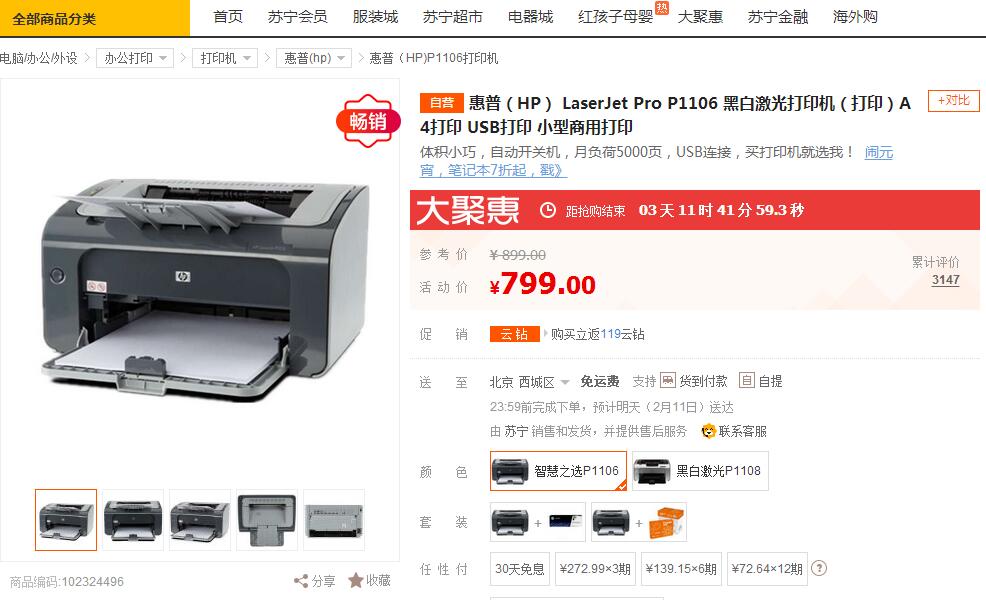 全部商品分类
首页
苏宁会员
服装城
苏宁超市
电器城
红孩子母婴
热
大聚惠
苏宁金融
海外购
电脑/办公/外设
办公打印
打印机
惠普(hp)
惠普（HP)P1106打印机
畅销
自营 惠普（HP） LaserJet Pro P1106 黑白激光打印机（打印）A
4打印 USB打印 小型商用打印
+对比
体积小巧，自动开关机，月负荷5000页，USB连接，买打印机就选我！ 闹元
宵，笔记本7折起，戳》
大聚惠 距抢购结束 03 天 11 时 41 分 59.3 秒
参考价 ¥ 899.00
活动价 ¥799.00
累计评价
3147
促销 云钻 购买立返119云钻
送至 北京 西城区 免运费 支持 货到付款 自 自提
23:59前完成下单，预计明天（2月11日）送达
由 苏宁 销售和发货，并提供售后服务 联系客服
颜色 智慧之选P1106 黑白激光P1108
套装 + +
任性付 30天免息 ¥272.99×3期 ¥139.15×6期 ¥72.64×12期 ?
hp
商品编码:102324496
分享
收藏